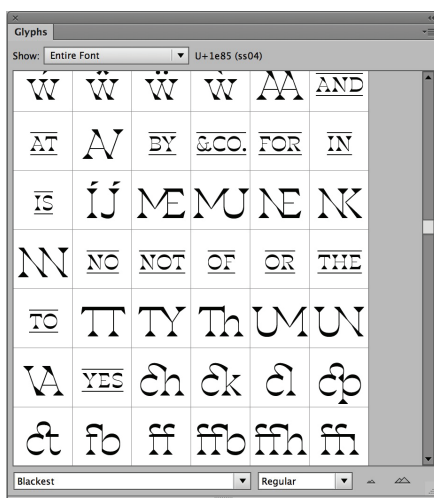 Glyphs
Show: Entire Font U+1e85 (ss04)
ẃ ŵ ẅ ẁ AA AND
AT AV BY &CO. FOR IN
IS ÍJ́ ME MU NE NK
NN NO NOT OF OR THE
TO TT TY Th UM UN
VA YES ch ck cl cp
ct fb ff ffb ffh
Blackest Regular